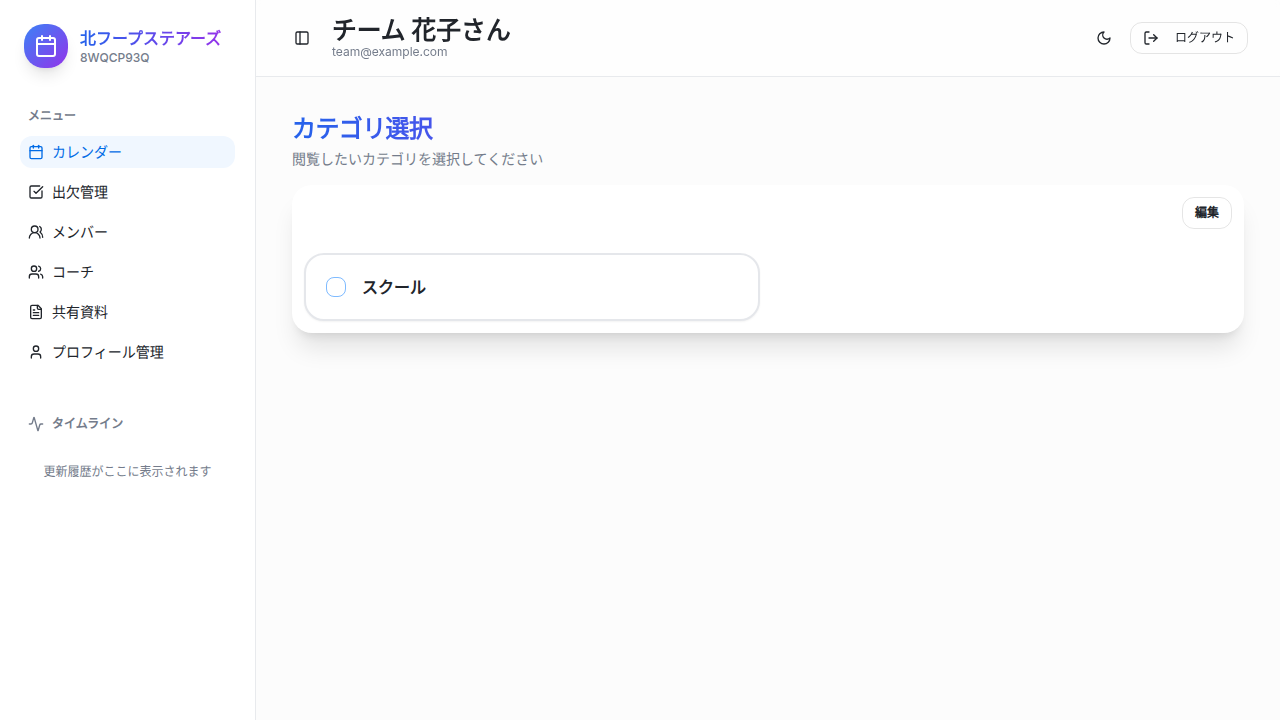 北フープステアーズ
8WQCP93Q
メニュー
カレンダー
出欠管理
メンバー
コーチ
共有資料
プロフィール管理
タイムライン
更新履歴がここに表示されます
チーム 花子さん
team@example.com
ログアウト
カテゴリ選択
閲覧したいカテゴリを選択してください
編集
スクール